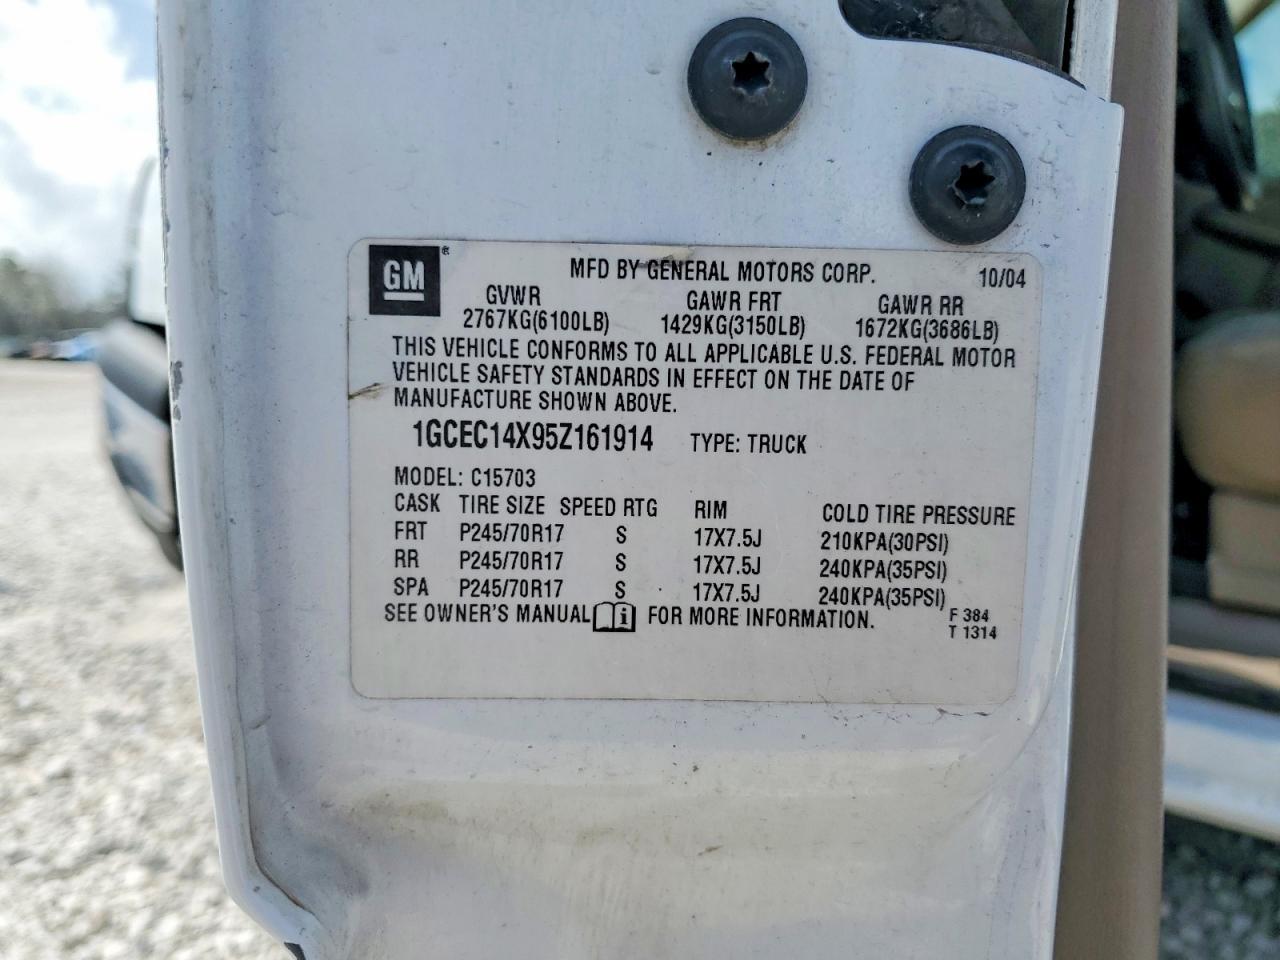 GM® MFD BY GENERAL MOTORS CORP. 10/04
GVWR GAWR FRT GAWR RR
2767KG(6100LB) 1429KG(3150LB) 1672KG(3686LB)
THIS VEHICLE CONFORMS TO ALL APPLICABLE U.S. FEDERAL MOTOR
VEHICLE SAFETY STANDARDS IN EFFECT ON THE DATE OF
MANUFACTURE SHOWN ABOVE.
1GCEC14X95Z161914 TYPE: TRUCK
MODEL: C15703
CASK TIRE SIZE SPEED RTG RIM COLD TIRE PRESSURE
FRT P245/70R17 S 17X7.5J 210KPA(30PSI)
RR P245/70R17 S 17X7.5J 240KPA(35PSI)
SPA P245/70R17 S 17X7.5J 240KPA(35PSI)
SEE OWNER'S MANUAL i FOR MORE INFORMATION. F 384
T 1314